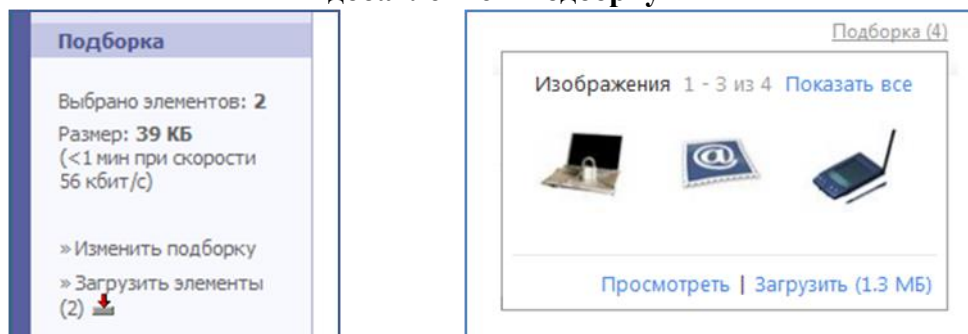 Подборка
Выбрано элементов: 2
Размер: 39 КБ
(<1 мин при скорости
56 кбит/с)
» Изменить подборку
» Загрузить элементы
(2)
Подборка (4)
Изображения 1 - 3 из 4 Показать все
@
Просмотреть | Загрузить (1.3 МБ)